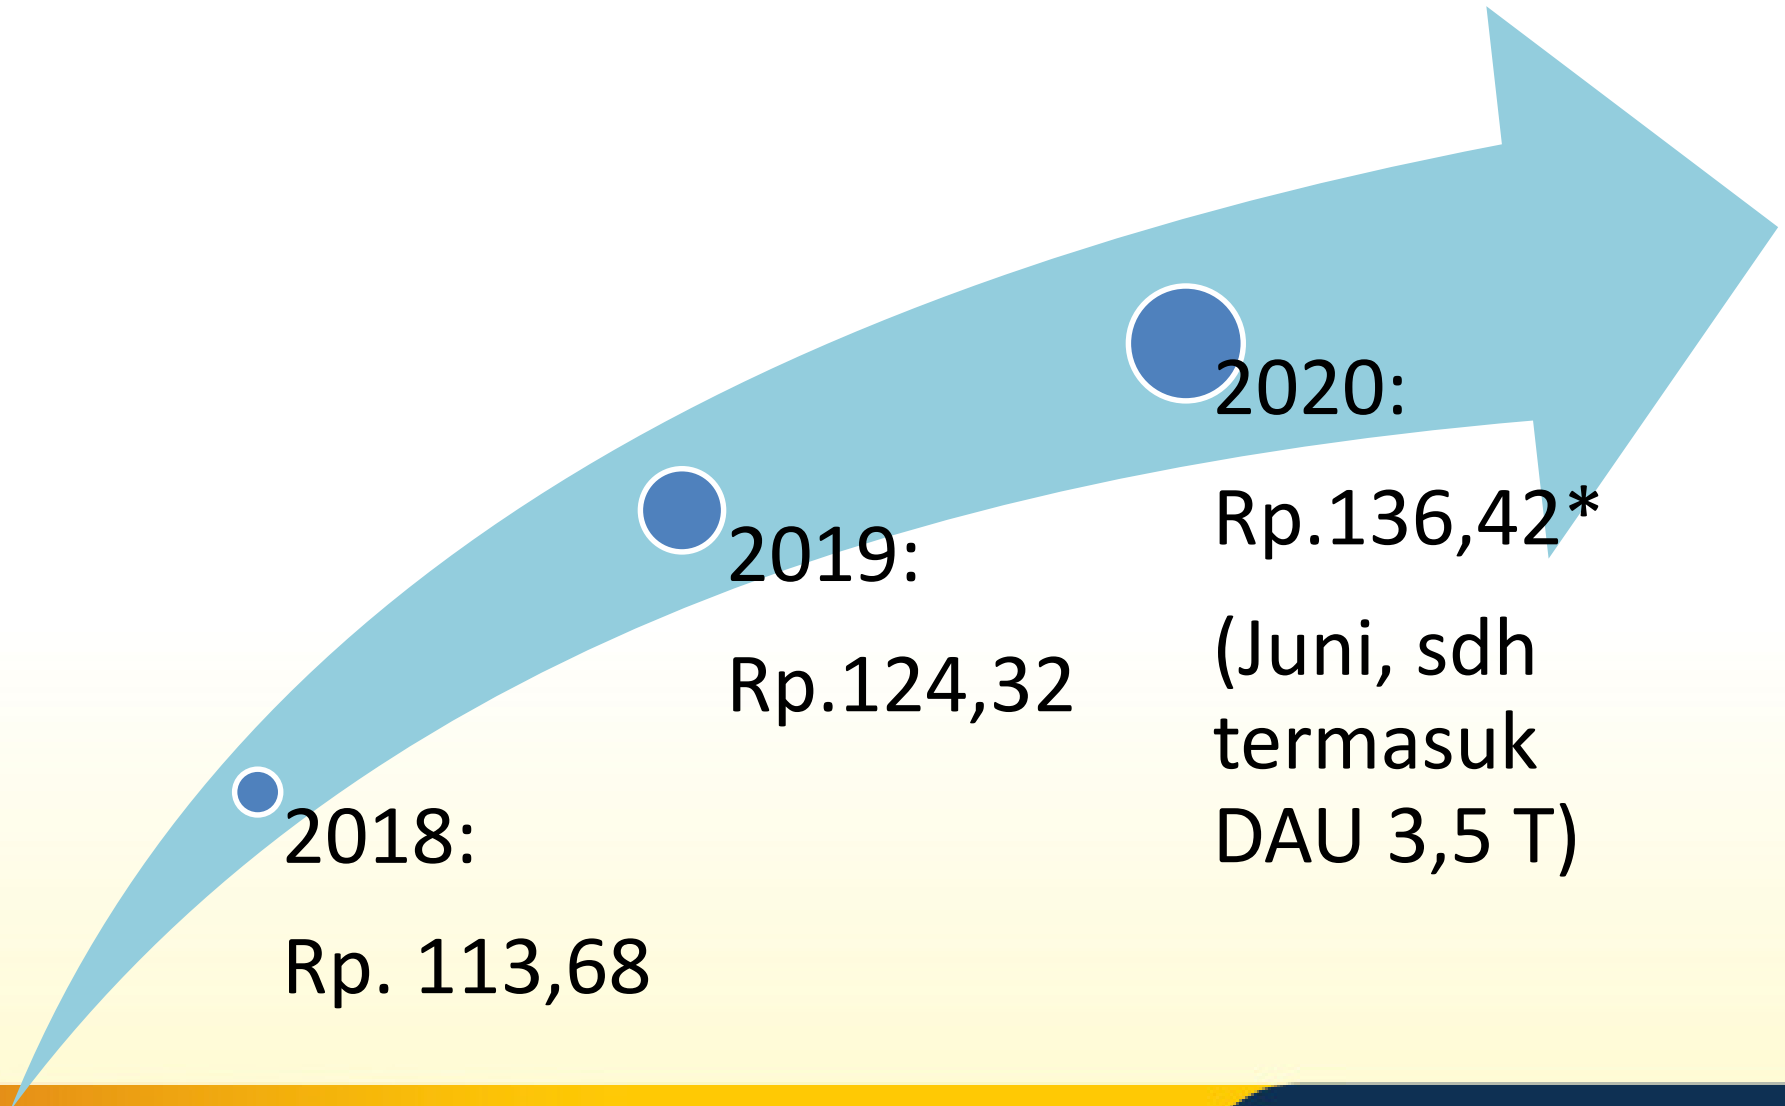 2018:
Rp. 113,68
2019:
Rp.124,32
2020:
Rp.136,42*
(Juni, sdh
termasuk
DAU 3,5 T)